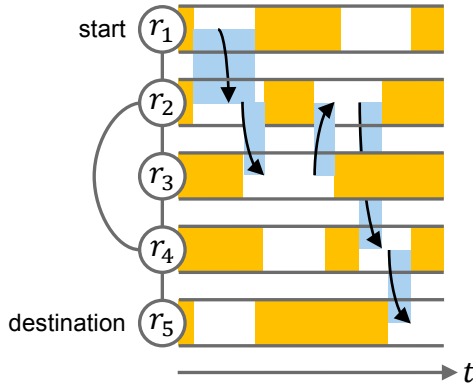 start r₁
r₂
r₃
r₄
destination r₅
t